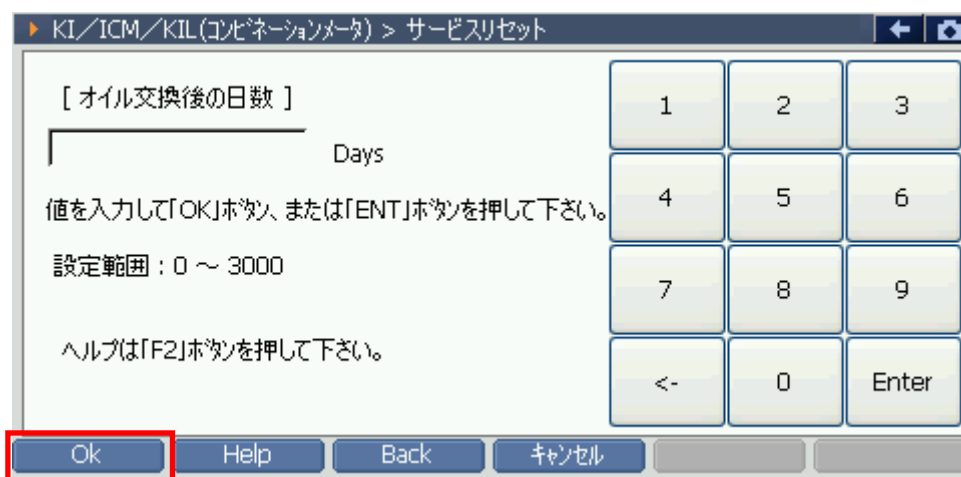 KI／ICM／KIL(ｺﾝﾋﾞﾈｰｼｮﾝﾒｰﾀ) > サービスリセット
[ オイル交換後の日数 ]
Days
値を入力して｢OK｣ﾎﾞﾀﾝ、または｢ENT｣ﾎﾞﾀﾝを押して下さい。
設定範囲：0 ～ 3000
ヘルプは｢F2｣ﾎﾞﾀﾝを押して下さい。
1 2 3
4 5 6
7 8 9
<- 0 Enter
Ok Help Back ｷｬﾝｾﾙ